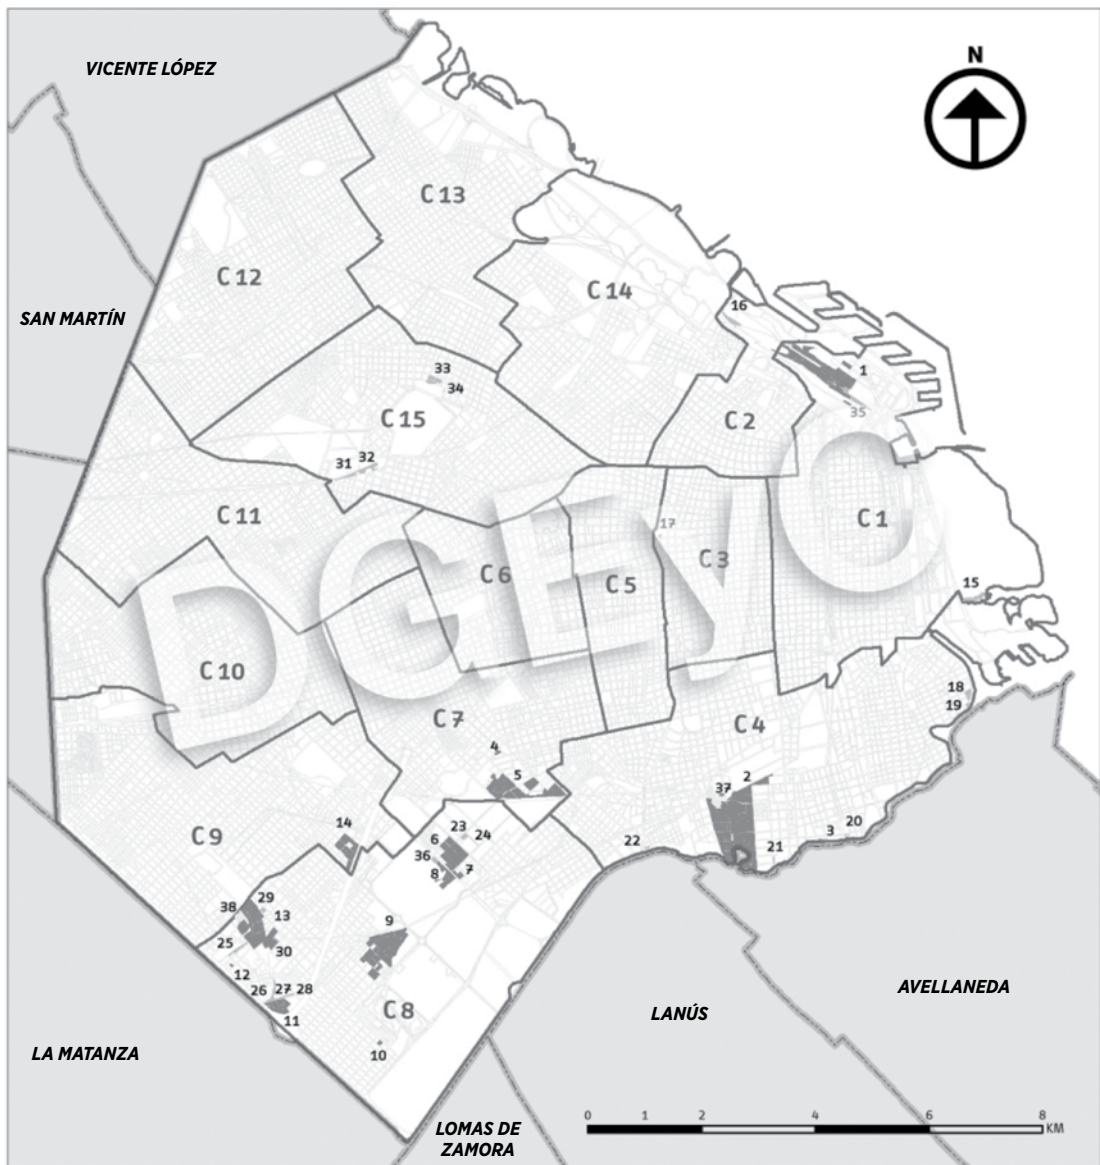 VICENTE LÓPEZ
N
C 13
C 12
SAN MARTÍN
C 14
16
1
35
33
34
C 15
C 2
31 32
C 11
17
C 1
C 6
C 5
C 3
15
DGEyO
C 10
18
19
C 7
C 4
4
5
2
37
14
23
24
6
36
7
8
22
21
3
20
C 9
29
38
13
9
25
30
12
26
27 28
11
C 8
10
AVELLANEDA
LANÚS
LA MATANZA
LOMAS DE
ZAMORA
0 1 2 4 6 8
KM